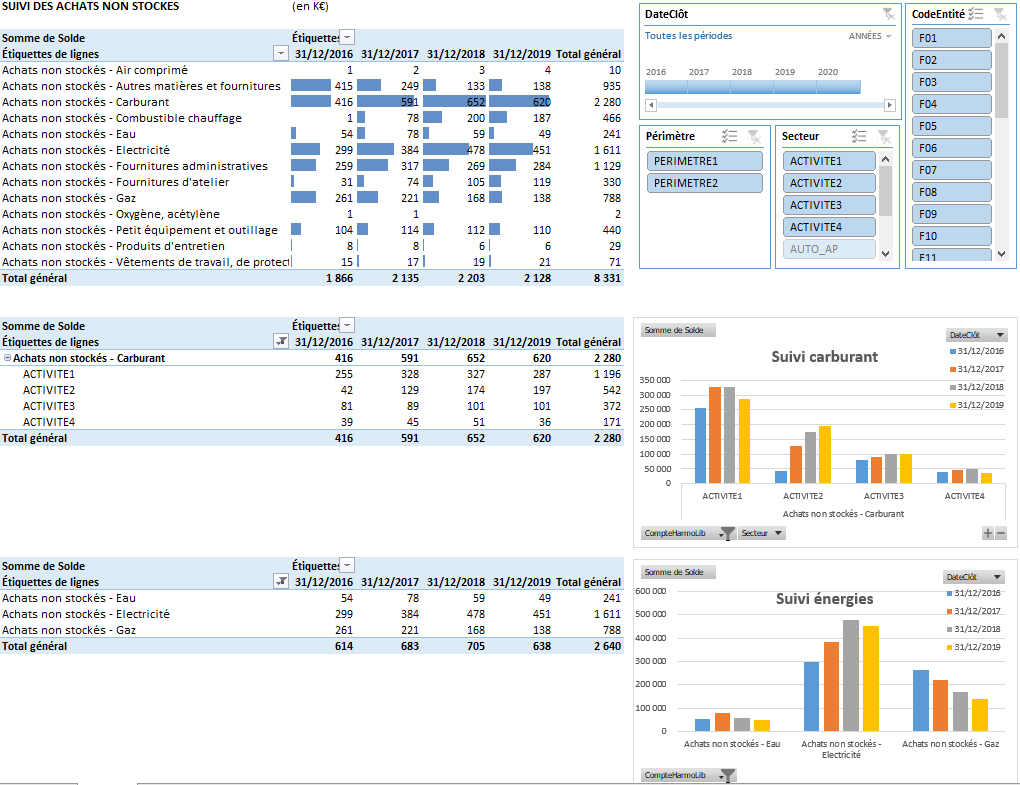 SUIVI DES ACHATS NON STOCKES (en K€)
Somme de Solde Étiquettes
Étiquettes de lignes 31/12/2016 31/12/2017 31/12/2018 31/12/2019 Total général
Achats non stockés - Air comprimé 1 2 3 4 10
Achats non stockés - Autres matières et fournitures 415 249 133 138 935
Achats non stockés - Carburant 416 591 652 620 2 280
Achats non stockés - Combustible chauffage 1 78 200 187 466
Achats non stockés - Eau 54 78 59 49 241
Achats non stockés - Electricité 299 384 478 451 1 611
Achats non stockés - Fournitures administratives 259 317 269 284 1 129
Achats non stockés - Fournitures d'atelier 31 74 105 119 330
Achats non stockés - Gaz 261 221 168 138 788
Achats non stockés - Oxygène, acétylène 1 1 2
Achats non stockés - Petit équipement et outillage 104 114 112 110 440
Achats non stockés - Produits d'entretien 8 8 6 6 29
Achats non stockés - Vêtements de travail, de protect 15 17 19 21 71
Total général 1 866 2 135 2 203 2 128 8 331
DateClôt
Toutes les périodes ANNÉES
2016 2017 2018 2019 2020
Périmètre
PERIMETRE1
PERIMETRE2
Secteur
ACTIVITE1
ACTIVITE2
ACTIVITE3
ACTIVITE4
AUTO_AP
CodeEntité
F01
F02
F03
F04
F05
F06
F07
F08
F09
F10
F11
Somme de Solde Étiquettes
Étiquettes de lignes 31/12/2016 31/12/2017 31/12/2018 31/12/2019 Total général
Achats non stockés - Carburant 416 591 652 620 2 280
ACTIVITE1 255 328 327 287 1 196
ACTIVITE2 42 129 174 197 542
ACTIVITE3 81 89 101 101 372
ACTIVITE4 39 45 51 36 171
Total général 416 591 652 620 2 280
Somme de Solde
DateClôt
Suivi carburant
31/12/2016
31/12/2017
31/12/2018
31/12/2019
350 000
300 000
250 000
200 000
150 000
100 000
50 000
0
ACTIVITE1 ACTIVITE2 ACTIVITE3 ACTIVITE4
Achats non stockés - Carburant
CompteHarmoLib Secteur
Somme de Solde Étiquettes
Étiquettes de lignes 31/12/2016 31/12/2017 31/12/2018 31/12/2019 Total général
Achats non stockés - Eau 54 78 59 49 241
Achats non stockés - Electricité 299 384 478 451 1 611
Achats non stockés - Gaz 261 221 168 138 788
Total général 614 683 705 638 2 640
Somme de Solde
DateClôt
Suivi énergies
31/12/2016
31/12/2017
31/12/2018
31/12/2019
600 000
500 000
400 000
300 000
200 000
100 000
0
Achats non stockés - Eau Achats non stockés - Electricité Achats non stockés - Gaz
CompteHarmoLib